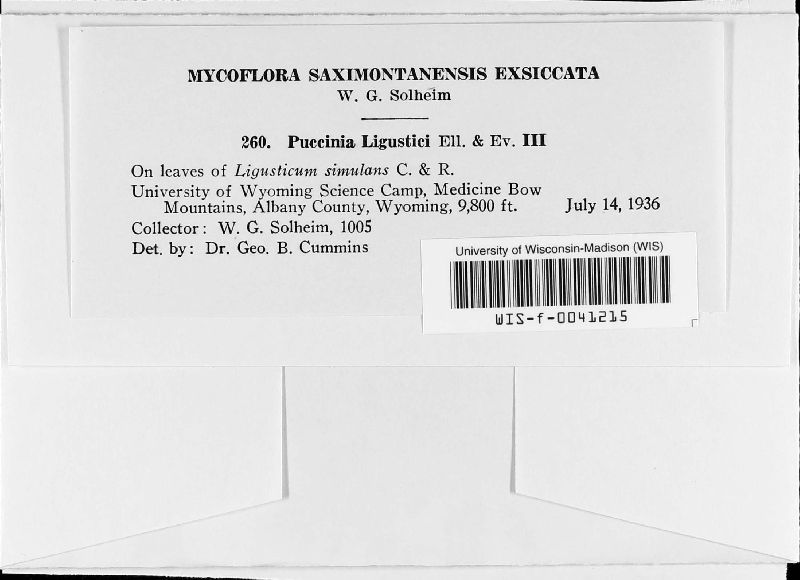 MYCOFLORA SAXIMONTANENSIS EXSICCATA
W. G. Solheim
260. Puccinia Ligustici Ell. & Ev. III
On leaves of Ligusticum simulans C. & R.
University of Wyoming Science Camp, Medicine Bow
Mountains, Albany County, Wyoming, 9,800 ft. July 14, 1936
Collector: W. G. Solheim, 1005
Det. by: Dr. Geo. B. Cummins
University of Wisconsin-Madison (WIS)
WIS-f-0041215